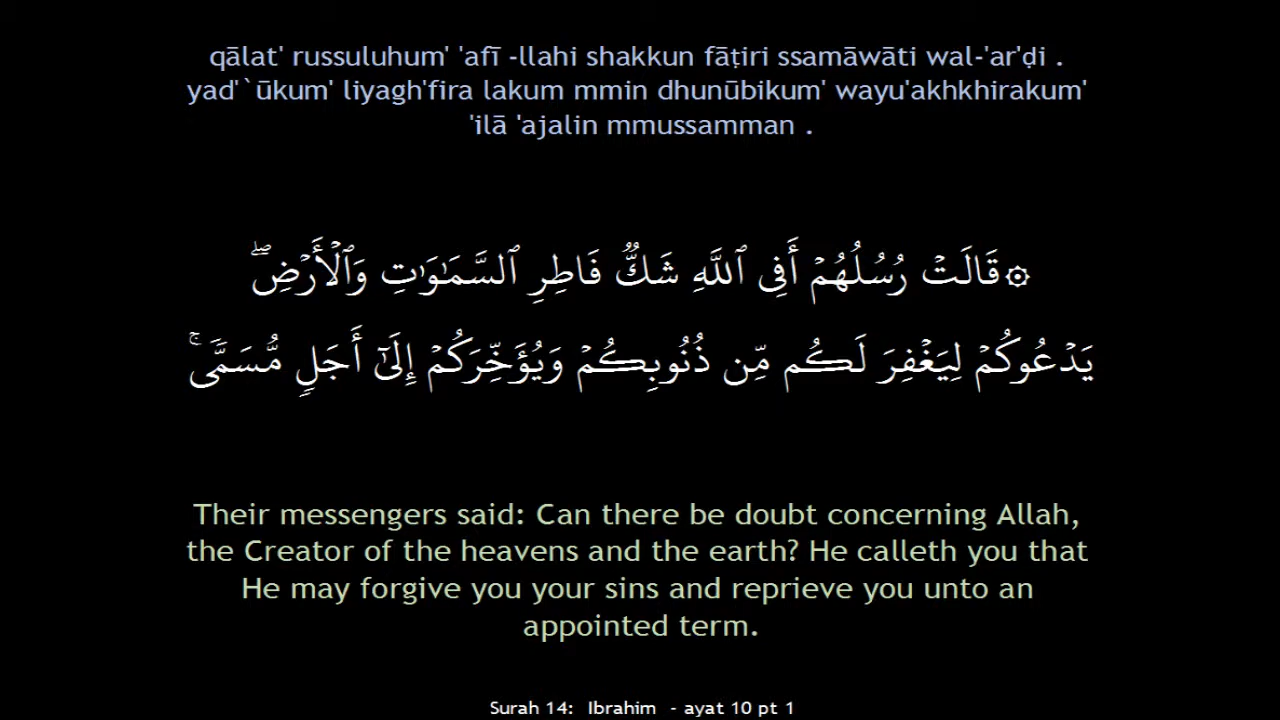 qālat' russuluhum' 'afī -llahi shakkun fāṭiri ssamāwāti wal-'ar'ḍi .
yad'`ūkum' liyagh'fira lakum mmin dhunūbikum' wayu'akhkhirakum'
'ilā 'ajalin mmussamman .
۞ قَالَتۡ رُسُلُهُمۡ أَفِى ٱللَّهِ شَكٌّ فَاطِرِ ٱلسَّمَـٰوَٲتِ وَٱلۡأَرۡضِ‌ۖ
يَدۡعُوكُمۡ لِيَغۡفِرَ لَڪُم مِّن ذُنُوبِڪُمۡ وَيُؤَخِّرَكُمۡ إِلَىٰٓ أَجَلٍ۬ مُّسَمًّى‌ۚ
Their messengers said: Can there be doubt concerning Allah,
the Creator of the heavens and the earth? He calleth you that
He may forgive you your sins and reprieve you unto an
appointed term.
Surah 14: Ibrahim - ayat 10 pt 1